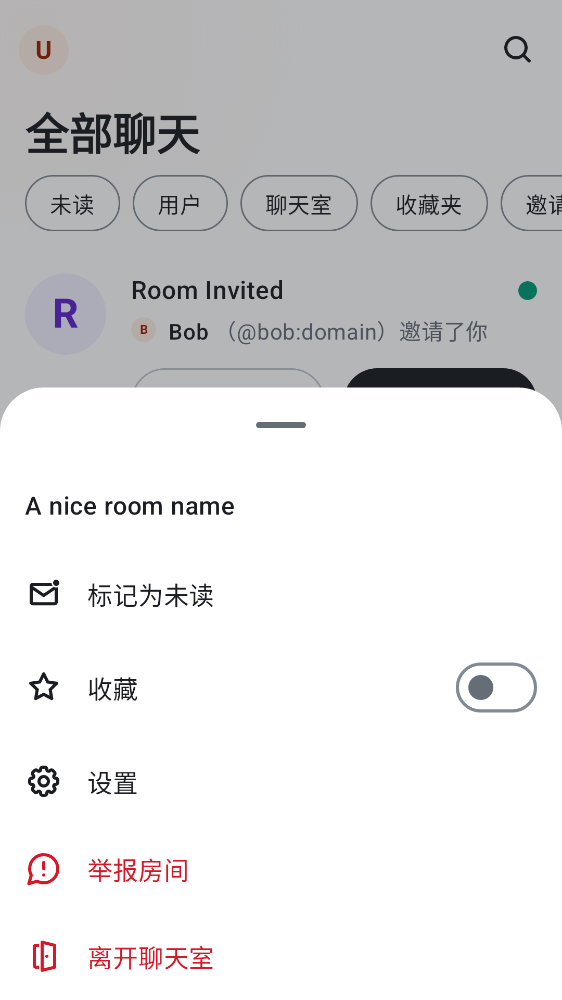 U
全部聊天
未读 用户 聊天室 收藏夹 邀请
R
Room Invited
B Bob （@bob:domain）邀请了你
A nice room name
标记为未读
收藏
设置
举报房间
离开聊天室